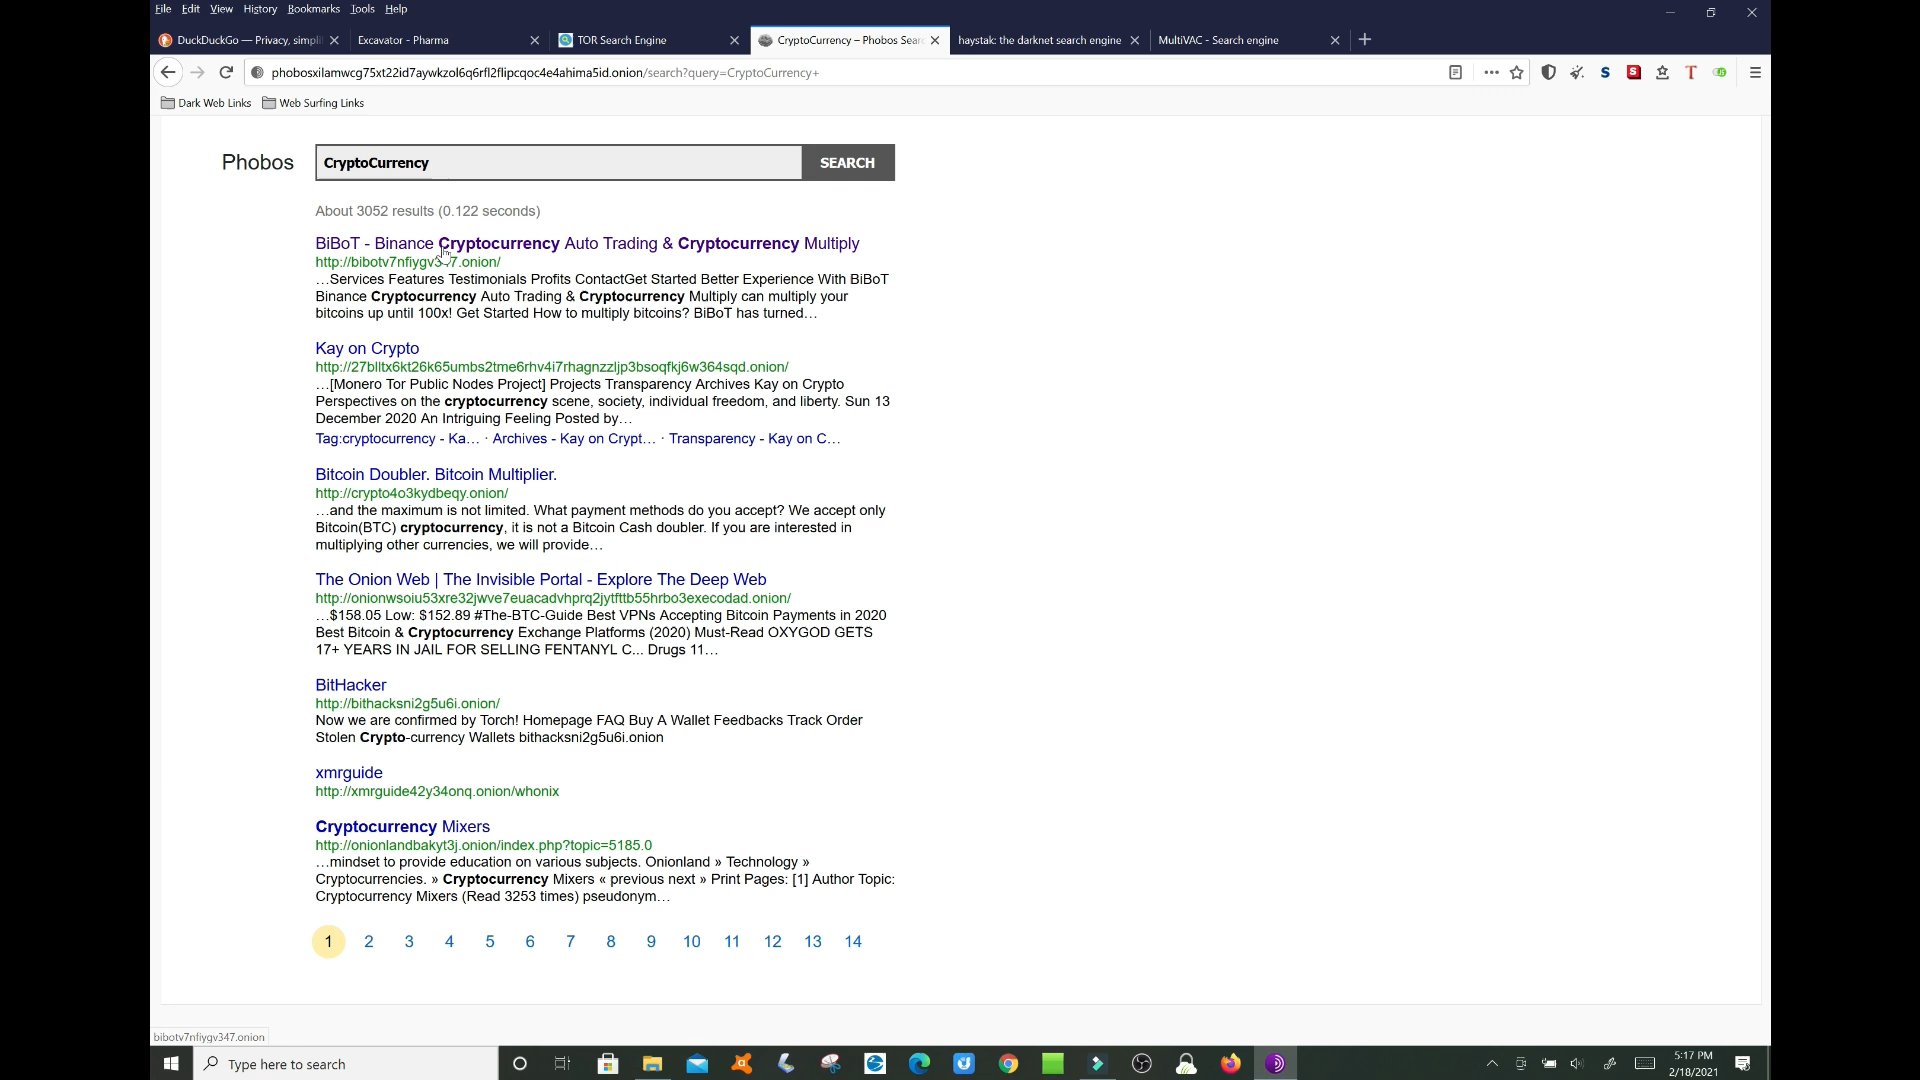 File Edit View History Bookmarks Tools Help
DuckDuckGo — Privacy, simpli
Excavator - Pharma
TOR Search Engine
CryptoCurrency – Phobos Sear
haystak: the darknet search engine
MultiVAC - Search engine
phobosxilamwcg75xt22id7aywkzol6q6rfl2flipcqoc4e4ahima5id.onion/search?query=CryptoCurrency+
Dark Web Links Web Surfing Links
Phobos CryptoCurrency SEARCH
About 3052 results (0.122 seconds)
BiBoT - Binance Cryptocurrency Auto Trading & Cryptocurrency Multiply
…Services Features Testimonials Profits ContactGet Started Better Experience With BiBoT
Binance Cryptocurrency Auto Trading & Cryptocurrency Multiply can multiply your
bitcoins up until 100x! Get Started How to multiply bitcoins? BiBoT has turned…
Kay on Crypto
http://27blltx6kt26k65umbs2tme6rhv4i7rhagnzzljp3bsoqfkj6w364sqd.onion/
…[Monero Tor Public Nodes Project] Projects Transparency Archives Kay on Crypto
Perspectives on the cryptocurrency scene, society, individual freedom, and liberty. Sun 13
December 2020 An Intriguing Feeling Posted by…
Tag:cryptocurrency - Ka… · Archives - Kay on Crypt… · Transparency - Kay on C…
Bitcoin Doubler. Bitcoin Multiplier.
http://crypto4o3kydbeqy.onion/
…and the maximum is not limited. What payment methods do you accept? We accept only
Bitcoin(BTC) cryptocurrency, it is not a Bitcoin Cash doubler. If you are interested in
multiplying other currencies, we will provide…
The Onion Web | The Invisible Portal - Explore The Deep Web
http://onionwsoiu53xre32jwve7euacadvhprq2jytfttb55hrbo3execodad.onion/
…$158.05 Low: $152.89 #The-BTC-Guide Best VPNs Accepting Bitcoin Payments in 2020
Best Bitcoin & Cryptocurrency Exchange Platforms (2020) Must-Read OXYGOD GETS
17+ YEARS IN JAIL FOR SELLING FENTANYL C... Drugs 11…
BitHacker
http://bithacksni2g5u6i.onion/
Now we are confirmed by Torch! Homepage FAQ Buy A Wallet Feedbacks Track Order
Stolen Crypto-currency Wallets bithacksni2g5u6i.onion
xmrguide
http://xmrguide42y34onq.onion/whonix
Cryptocurrency Mixers
http://onionlandbakyt3j.onion/index.php?topic=5185.0
…mindset to provide education on various subjects. Onionland » Technology »
Cryptocurrencies. » Cryptocurrency Mixers « previous next » Print Pages: [1] Author Topic:
Cryptocurrency Mixers (Read 3253 times) pseudonym…
1 2 3 4 5 6 7 8 9 10 11 12 13 14
bibotv7nfiygv347.onion
Type here to search
5:17 PM
2/18/2021